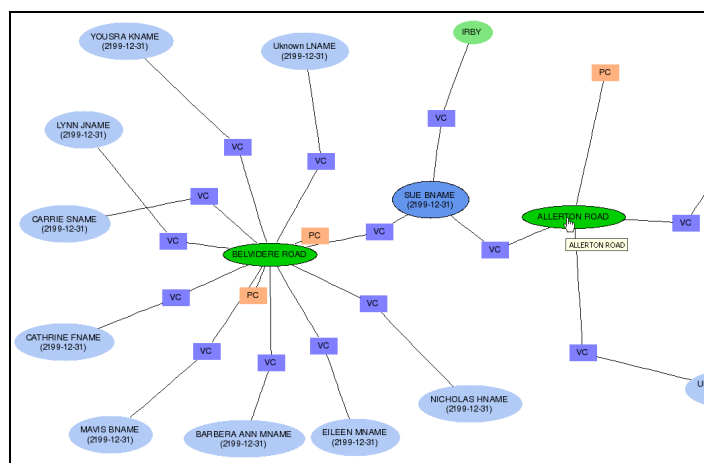 YOUSRA KNAME
(2199-12-31)
Uknown LNAME
(2199-12-31)
IRBY
PC
LYNN JNAME
(2199-12-31)
VC
VC
VC
CARRIE SNAME
(2199-12-31)
VC
SUE BNAME
(2199-12-31)
ALLERTON ROAD
VC
PC
VC
VC
VC
ALLERTON ROAD
BELVIDERE ROAD
VC
PC
VC
CATHRINE FNAME
(2199-12-31)
VC
VC
VC
VC
U
NICHOLAS HNAME
(2199-12-31)
MAVIS BNAME
(2199-12-31)
BARBERA ANN MNAME
(2199-12-31)
EILEEN MNAME
(2199-12-31)